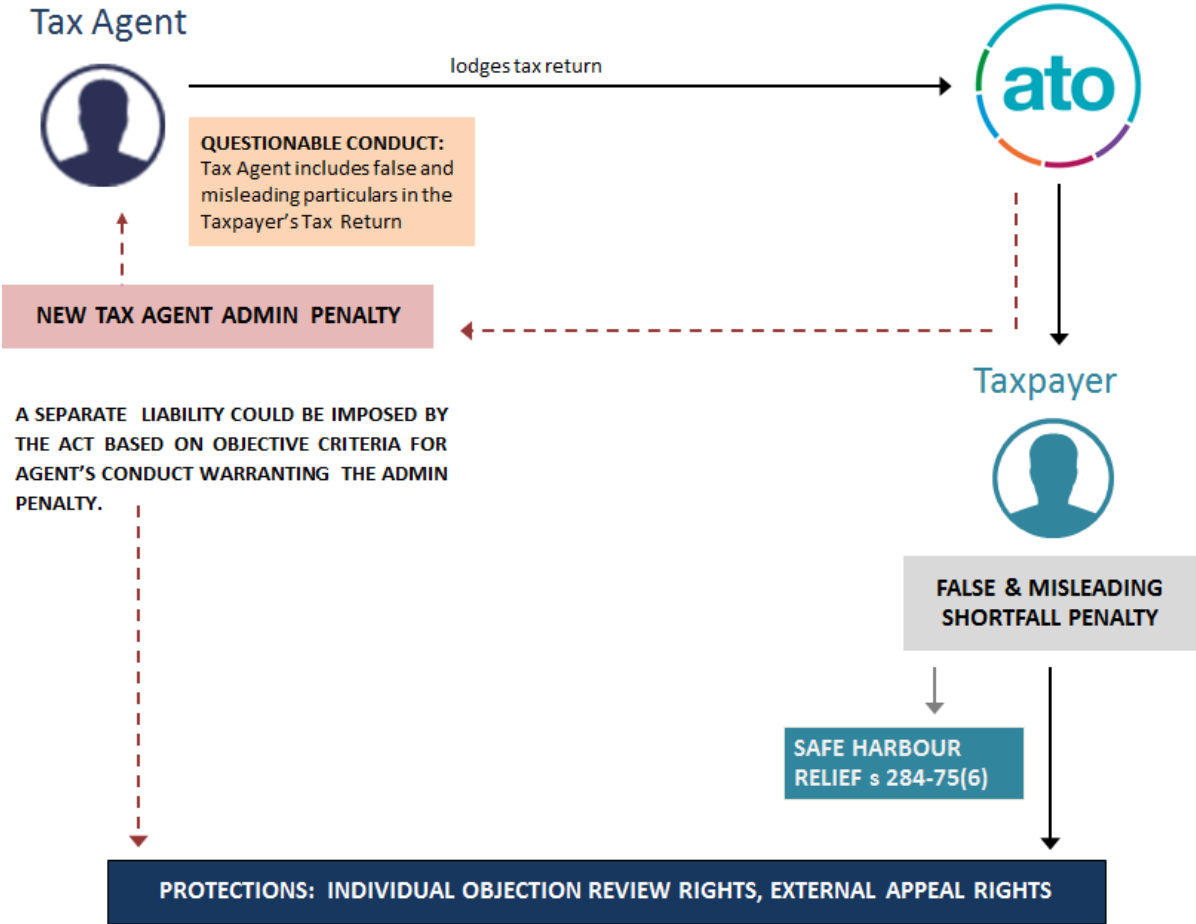 Tax Agent
lodges tax return
ato
QUESTIONABLE CONDUCT:
Tax Agent includes false and
misleading particulars in the
Taxpayer's Tax Return
NEW TAX AGENT ADMIN PENALTY
Taxpayer
A SEPARATE LIABILITY COULD BE IMPOSED BY
THE ACT BASED ON OBJECTIVE CRITERIA FOR
AGENT'S CONDUCT WARRANTING THE ADMIN
PENALTY.
FALSE & MISLEADING
SHORTFALL PENALTY
SAFE HARBOUR
RELIEF s 284-75(6)
PROTECTIONS: INDIVIDUAL OBJECTION REVIEW RIGHTS, EXTERNAL APPEAL RIGHTS